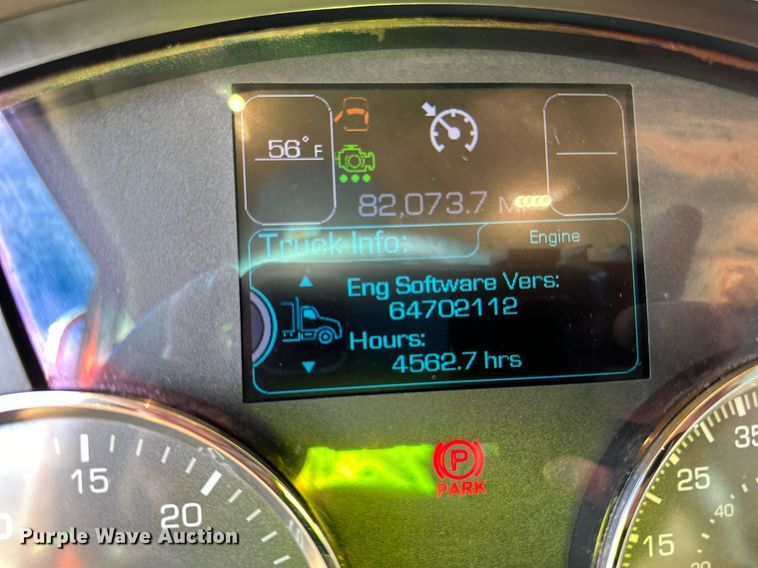 56°F
82,073.7 M
Truck Info:
Engine
Eng Software Vers:
64702112
Hours:
4562.7 hrs
P
PARK
15
20
15
25
35
40
Purple Wave Auction